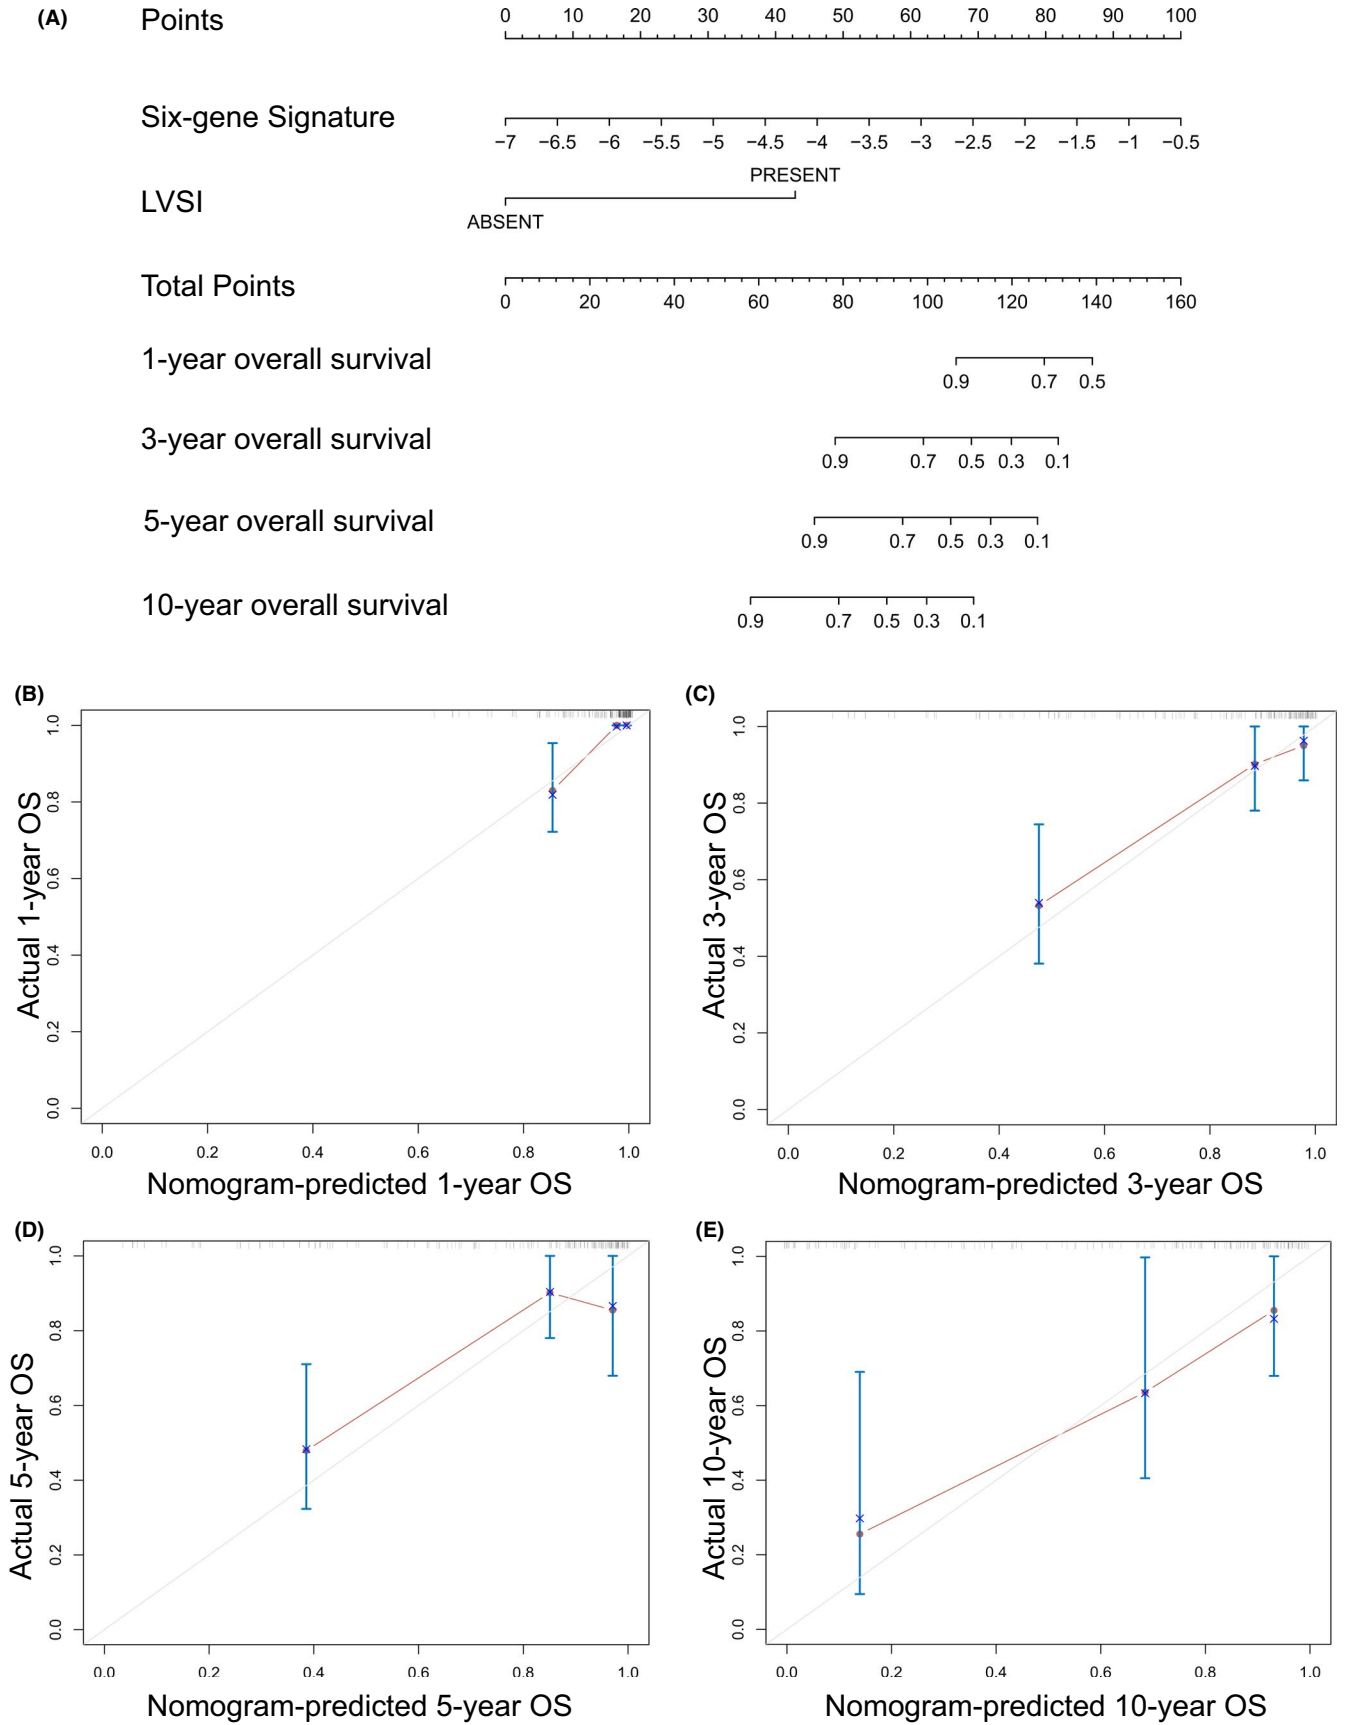 (A)
Points
0 10 20 30 40 50 60 70 80 90 100
Six-gene Signature
−7 −6.5 −6 −5.5 −5 −4.5 −4 −3.5 −3 −2.5 −2 −1.5 −1 −0.5
PRESENT
LVSI
ABSENT
Total Points
0 20 40 60 80 100 120 140 160
1-year overall survival
0.9 0.7 0.5
3-year overall survival
0.9 0.7 0.5 0.3 0.1
5-year overall survival
0.9 0.7 0.5 0.3 0.1
10-year overall survival
0.9 0.7 0.5 0.3 0.1
(B)
Actual 1-year OS
1.0
0.8
0.6
0.4
0.2
0.0
0.0 0.2 0.4 0.6 0.8 1.0
Nomogram-predicted 1-year OS
(C)
Actual 3-year OS
1.0
0.8
0.6
0.4
0.2
0.0
0.0 0.2 0.4 0.6 0.8 1.0
Nomogram-predicted 3-year OS
(D)
Actual 5-year OS
1.0
0.8
0.6
0.4
0.2
0.0
0.0 0.2 0.4 0.6 0.8 1.0
Nomogram-predicted 5-year OS
(E)
Actual 10-year OS
1.0
0.8
0.6
0.4
0.2
0.0
0.0 0.2 0.4 0.6 0.8 1.0
Nomogram-predicted 10-year OS